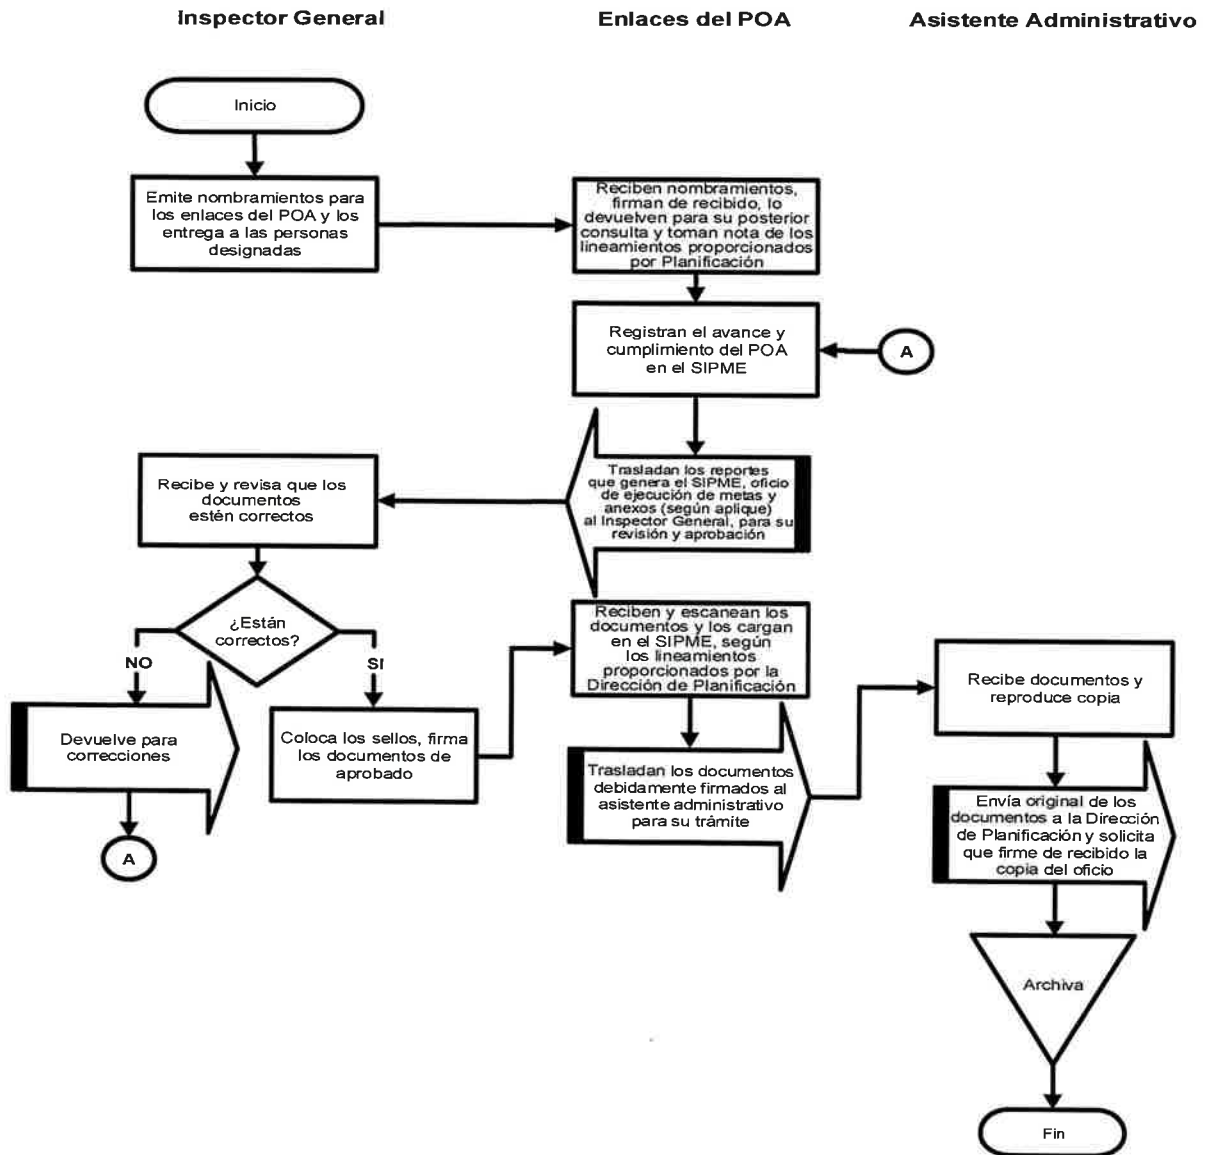 Inspector General
Enlaces del POA
Asistente Administrativo
Inicio
Emite nombramientos para
los enlaces del POA y los
entrega a las personas
designadas
Reciben nombramientos,
firman de recibido, lo
devuelven para su posterior
consulta y toman nota de los
lineamientos proporcionados
por Planificación
Registran el avance y
cumplimiento del POA
en el SIPME
A
Trasladan los reportes
que genera el SIPME, oficio
de ejecución de metas y
anexos (según aplique)
al Inspector General, para su
revisión y aprobación
Recibe y revisa que los
documentos
estén correctos
¿Están
correctos?
NO
SI
Devuelve para
correcciones
A
Coloca los sellos, firma
los documentos de
aprobado
Reciben y escanean los
documentos y los cargan
en el SIPME, según
los lineamientos
proporcionados por la
Dirección de Planificación
Trasladan los documentos
debidamente firmados al
asistente administrativo
para su trámite
Recibe documentos y
reproduce copia
Envía original de los
documentos a la Dirección
de Planificación y solicita
que firme de recibido la
copia del oficio
Archiva
Fin